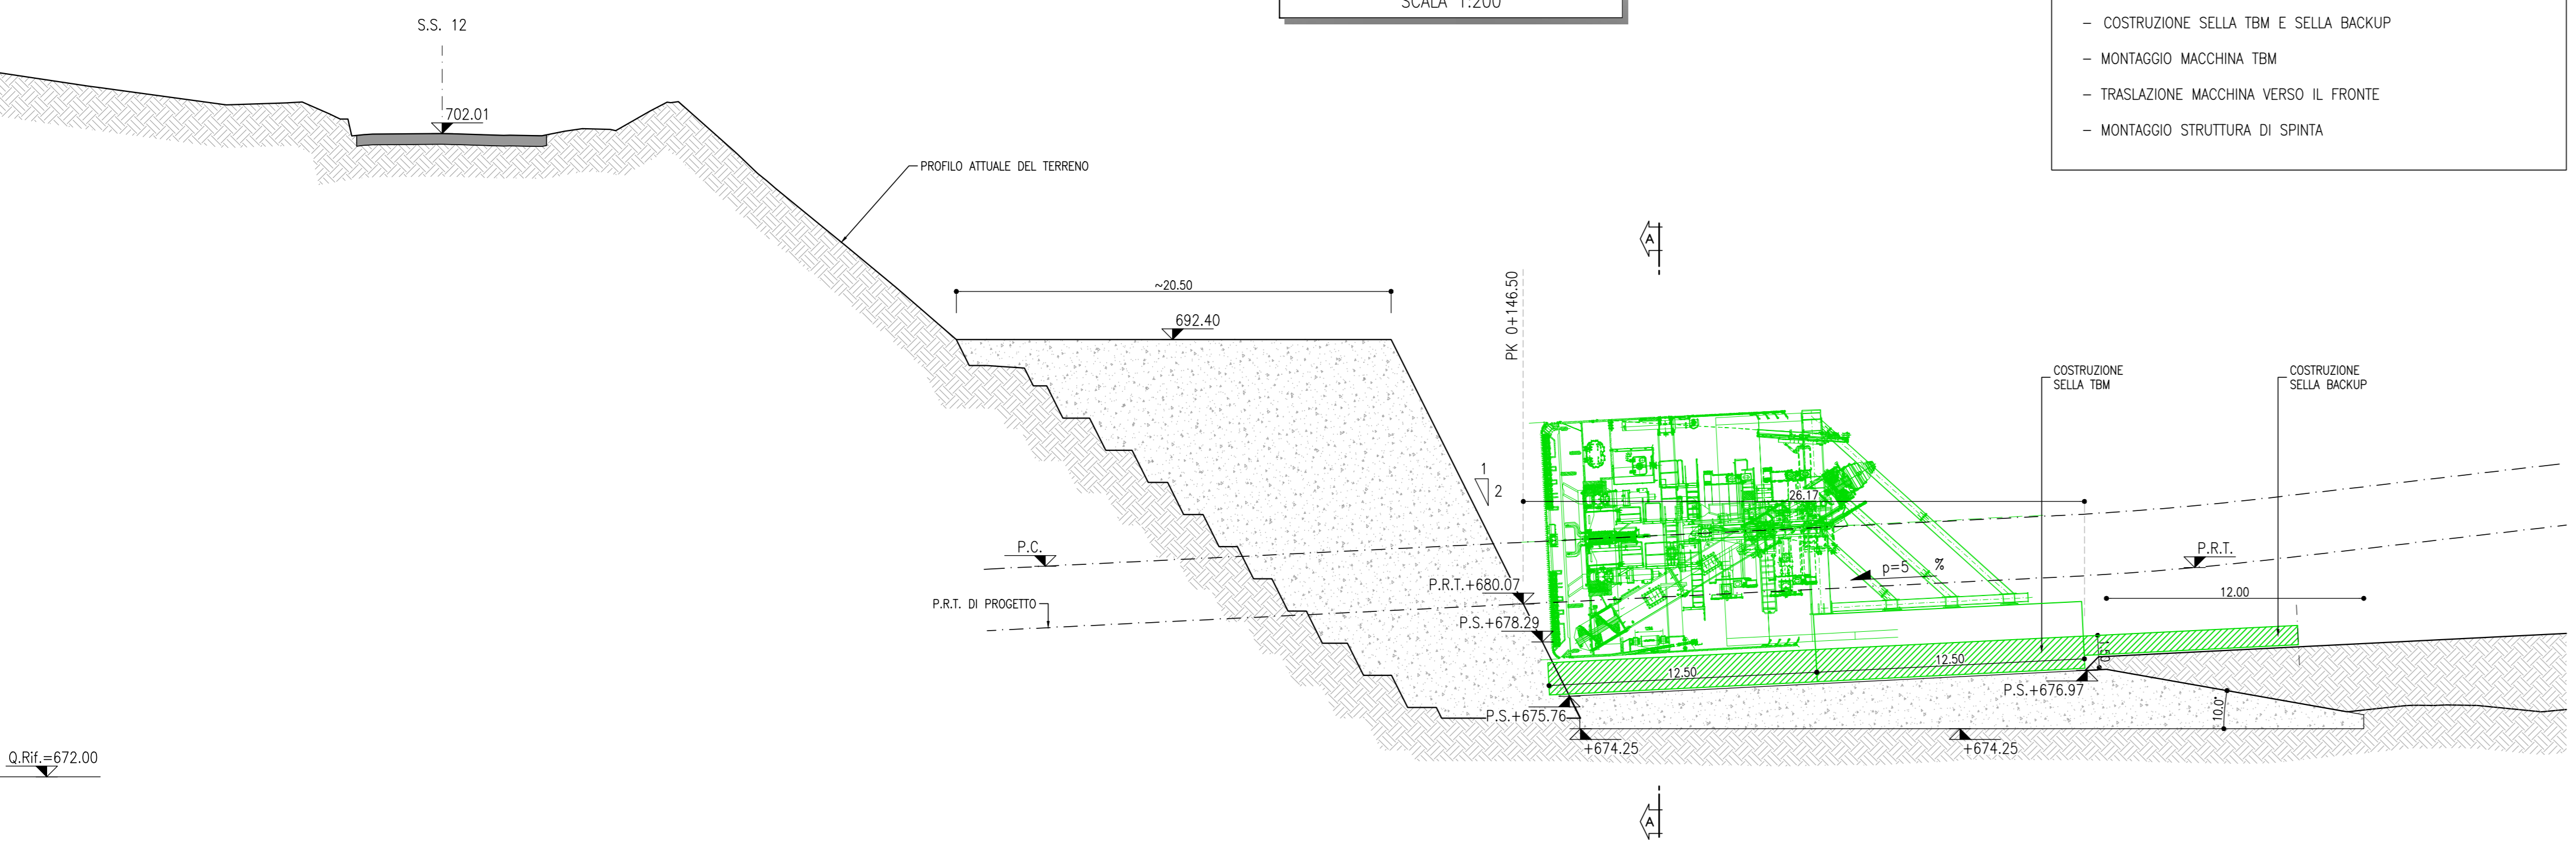 SCALA 1:200
S.S. 12
702.01
PROFILO ATTUALE DEL TERRENO
- COSTRUZIONE SELLA TBM E SELLA BACKUP
- MONTAGGIO MACCHINA TBM
- TRASLAZIONE MACCHINA VERSO IL FRONTE
- MONTAGGIO STRUTTURA DI SPINTA
A
~20.50
692.40
PK 0+146.50
COSTRUZIONE
SELLA TBM
COSTRUZIONE
SELLA BACKUP
1
2
26.17
P.C.
P.R.T.
P.R.T.+680.07
p=5 %
P.R.T. DI PROGETTO
12.00
P.S.+678.29
12.50
12.50
P.S.+676.97
P.S.+675.76
10.0°
+674.25
+674.25
Q.Rif.=672.00
A